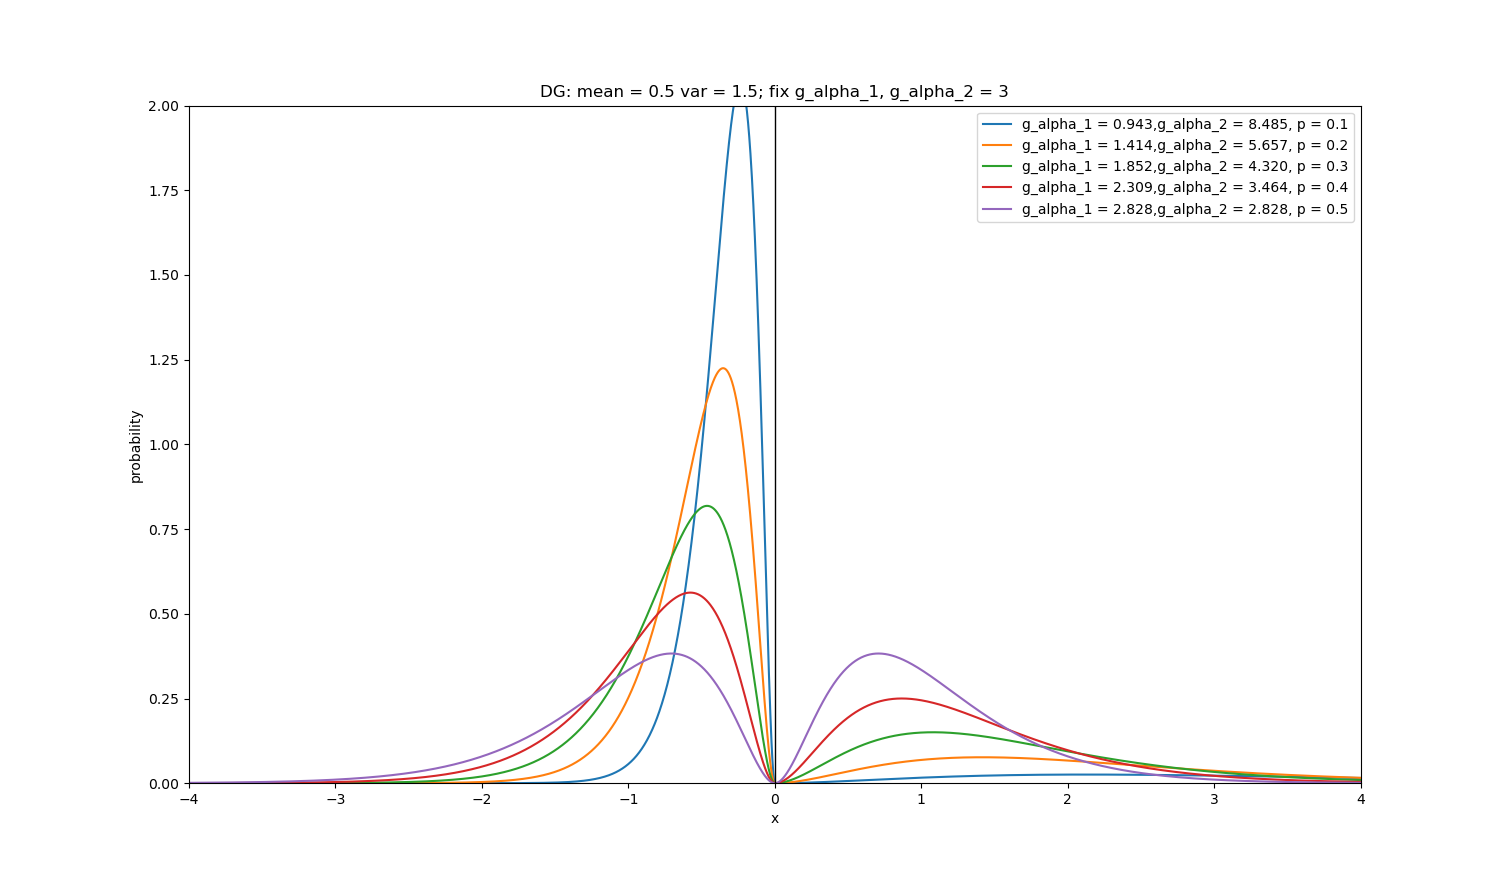 DG: mean = 0.5 var = 1.5; fix g_alpha_1, g_alpha_2 = 3
2.00
1.75
1.50
1.25
1.00
0.75
0.50
0.25
0.00
probability
g_alpha_1 = 0.943,g_alpha_2 = 8.485, p = 0.1
g_alpha_1 = 1.414,g_alpha_2 = 5.657, p = 0.2
g_alpha_1 = 1.852,g_alpha_2 = 4.320, p = 0.3
g_alpha_1 = 2.309,g_alpha_2 = 3.464, p = 0.4
g_alpha_1 = 2.828,g_alpha_2 = 2.828, p = 0.5
−4 −3 −2 −1 0 1 2 3 4
x